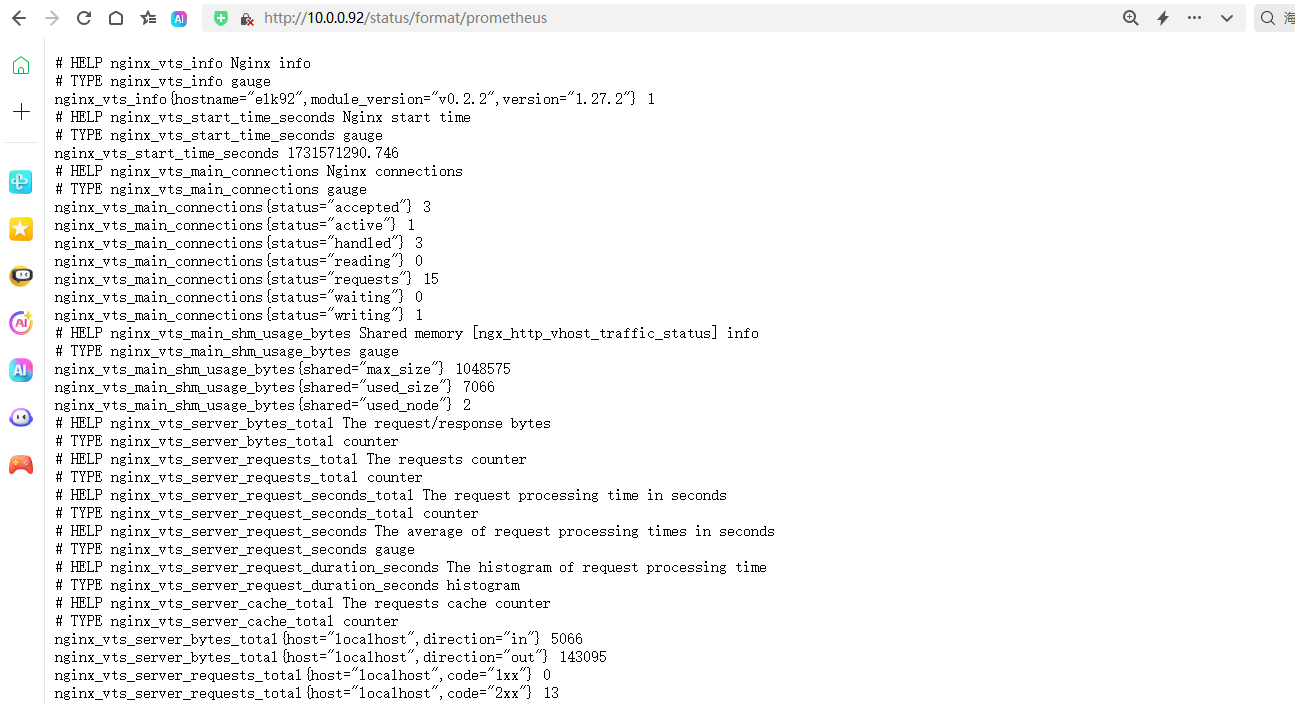 AI
http://10.0.0.92/status/format/prometheus
海
# HELP nginx_vts_info Nginx info
# TYPE nginx_vts_info gauge
nginx_vts_info{hostname="elk92",module_version="v0.2.2",version="1.27.2"} 1
# HELP nginx_vts_start_time_seconds Nginx start time
# TYPE nginx_vts_start_time_seconds gauge
nginx_vts_start_time_seconds 1731571290.746
# HELP nginx_vts_main_connections Nginx connections
# TYPE nginx_vts_main_connections gauge
nginx_vts_main_connections{status="accepted"} 3
nginx_vts_main_connections{status="active"} 1
nginx_vts_main_connections{status="handled"} 3
nginx_vts_main_connections{status="reading"} 0
nginx_vts_main_connections{status="requests"} 15
nginx_vts_main_connections{status="waiting"} 0
nginx_vts_main_connections{status="writing"} 1
# HELP nginx_vts_main_shm_usage_bytes Shared memory [ngx_http_vhost_traffic_status] info
# TYPE nginx_vts_main_shm_usage_bytes gauge
nginx_vts_main_shm_usage_bytes{shared="max_size"} 1048575
nginx_vts_main_shm_usage_bytes{shared="used_size"} 7066
nginx_vts_main_shm_usage_bytes{shared="used_node"} 2
# HELP nginx_vts_server_bytes_total The request/response bytes
# TYPE nginx_vts_server_bytes_total counter
# HELP nginx_vts_server_requests_total The requests counter
# TYPE nginx_vts_server_requests_total counter
# HELP nginx_vts_server_request_seconds_total The request processing time in seconds
# TYPE nginx_vts_server_request_seconds_total counter
# HELP nginx_vts_server_request_seconds The average of request processing times in seconds
# TYPE nginx_vts_server_request_seconds gauge
# HELP nginx_vts_server_request_duration_seconds The histogram of request processing time
# TYPE nginx_vts_server_request_duration_seconds histogram
# HELP nginx_vts_server_cache_total The requests cache counter
# TYPE nginx_vts_server_cache_total counter
nginx_vts_server_bytes_total{host="localhost",direction="in"} 5066
nginx_vts_server_bytes_total{host="localhost",direction="out"} 143095
nginx_vts_server_requests_total{host="localhost",code="1xx"} 0
nginx_vts_server_requests_total{host="localhost",code="2xx"} 13
AI
AI